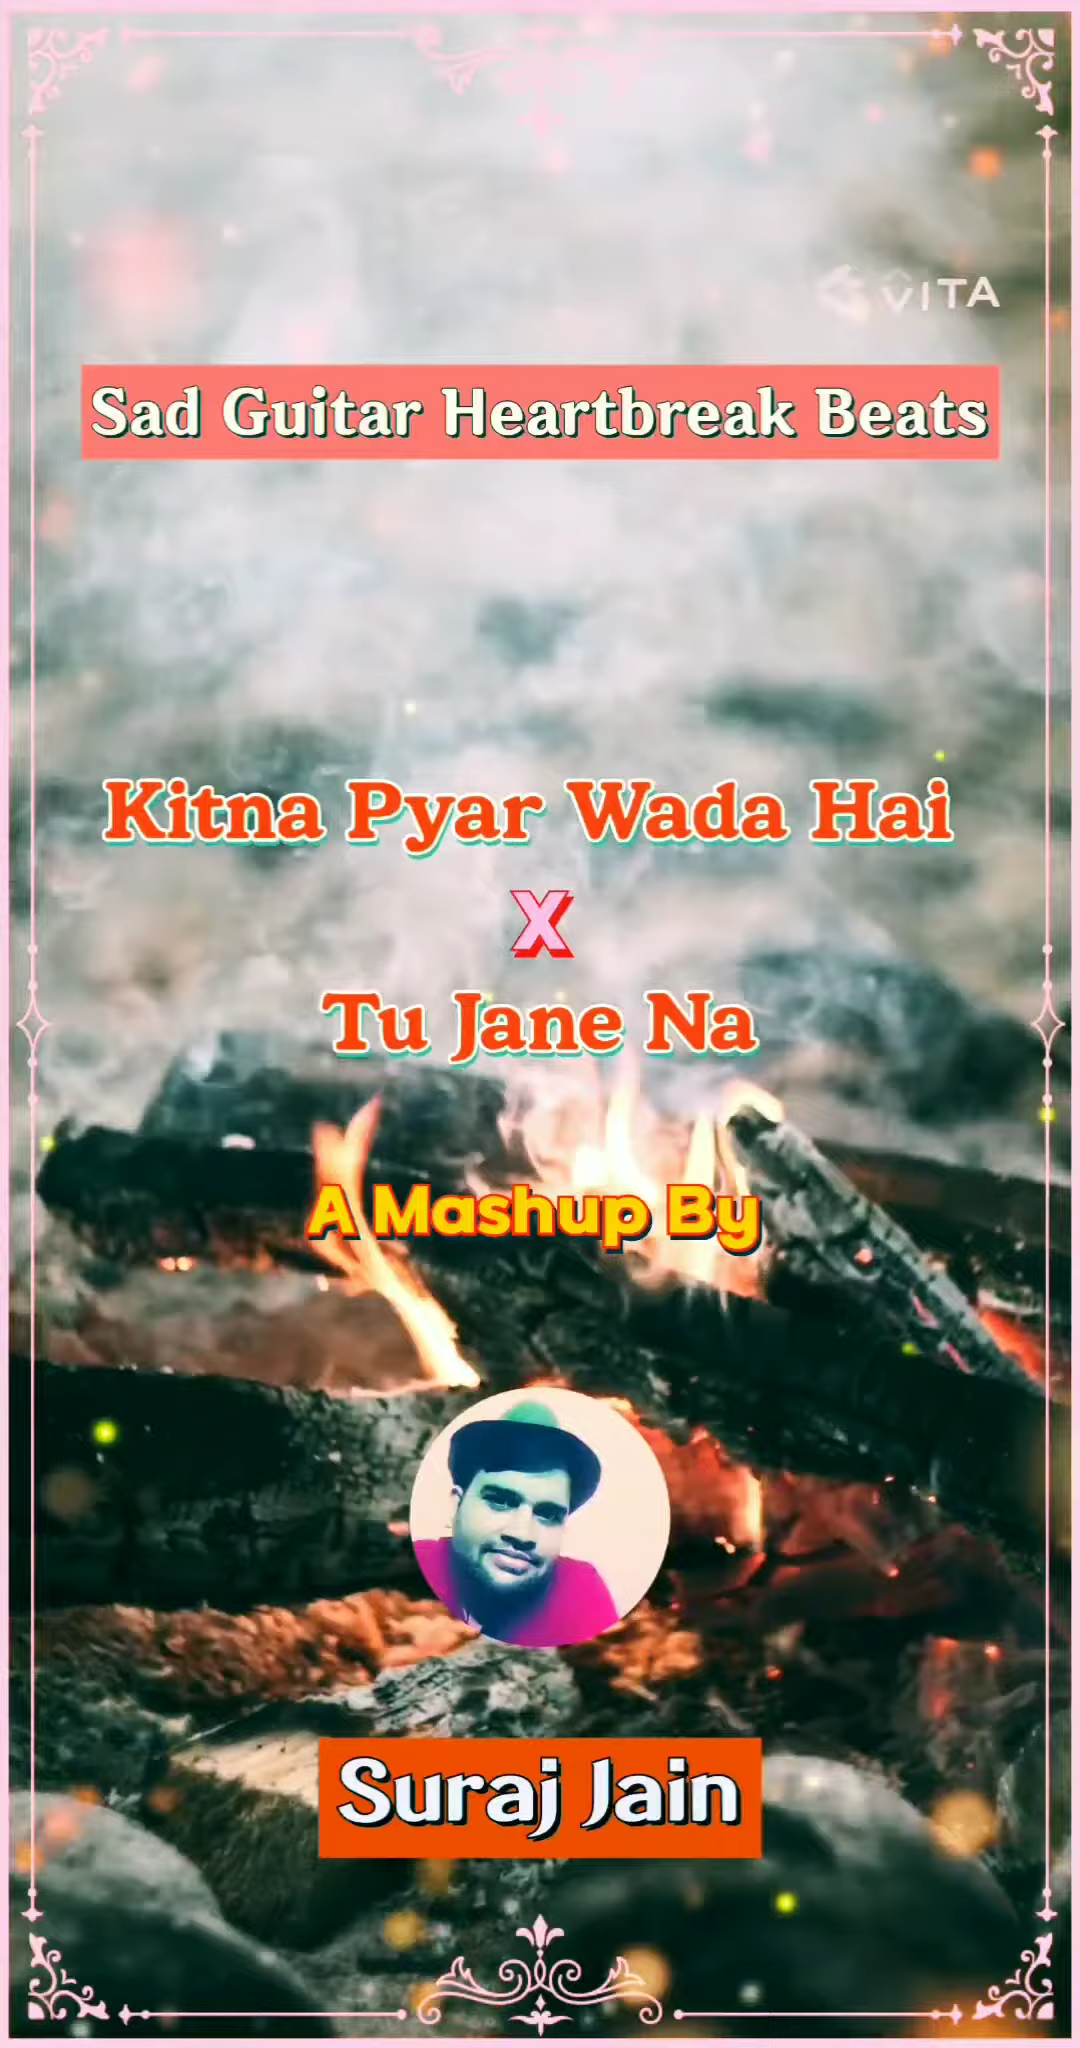 VITA
Sad Guitar Heartbreak Beats
Kitna Pyar Wada Hai
X
Tu Jane Na
A Mashup By
Suraj Jain